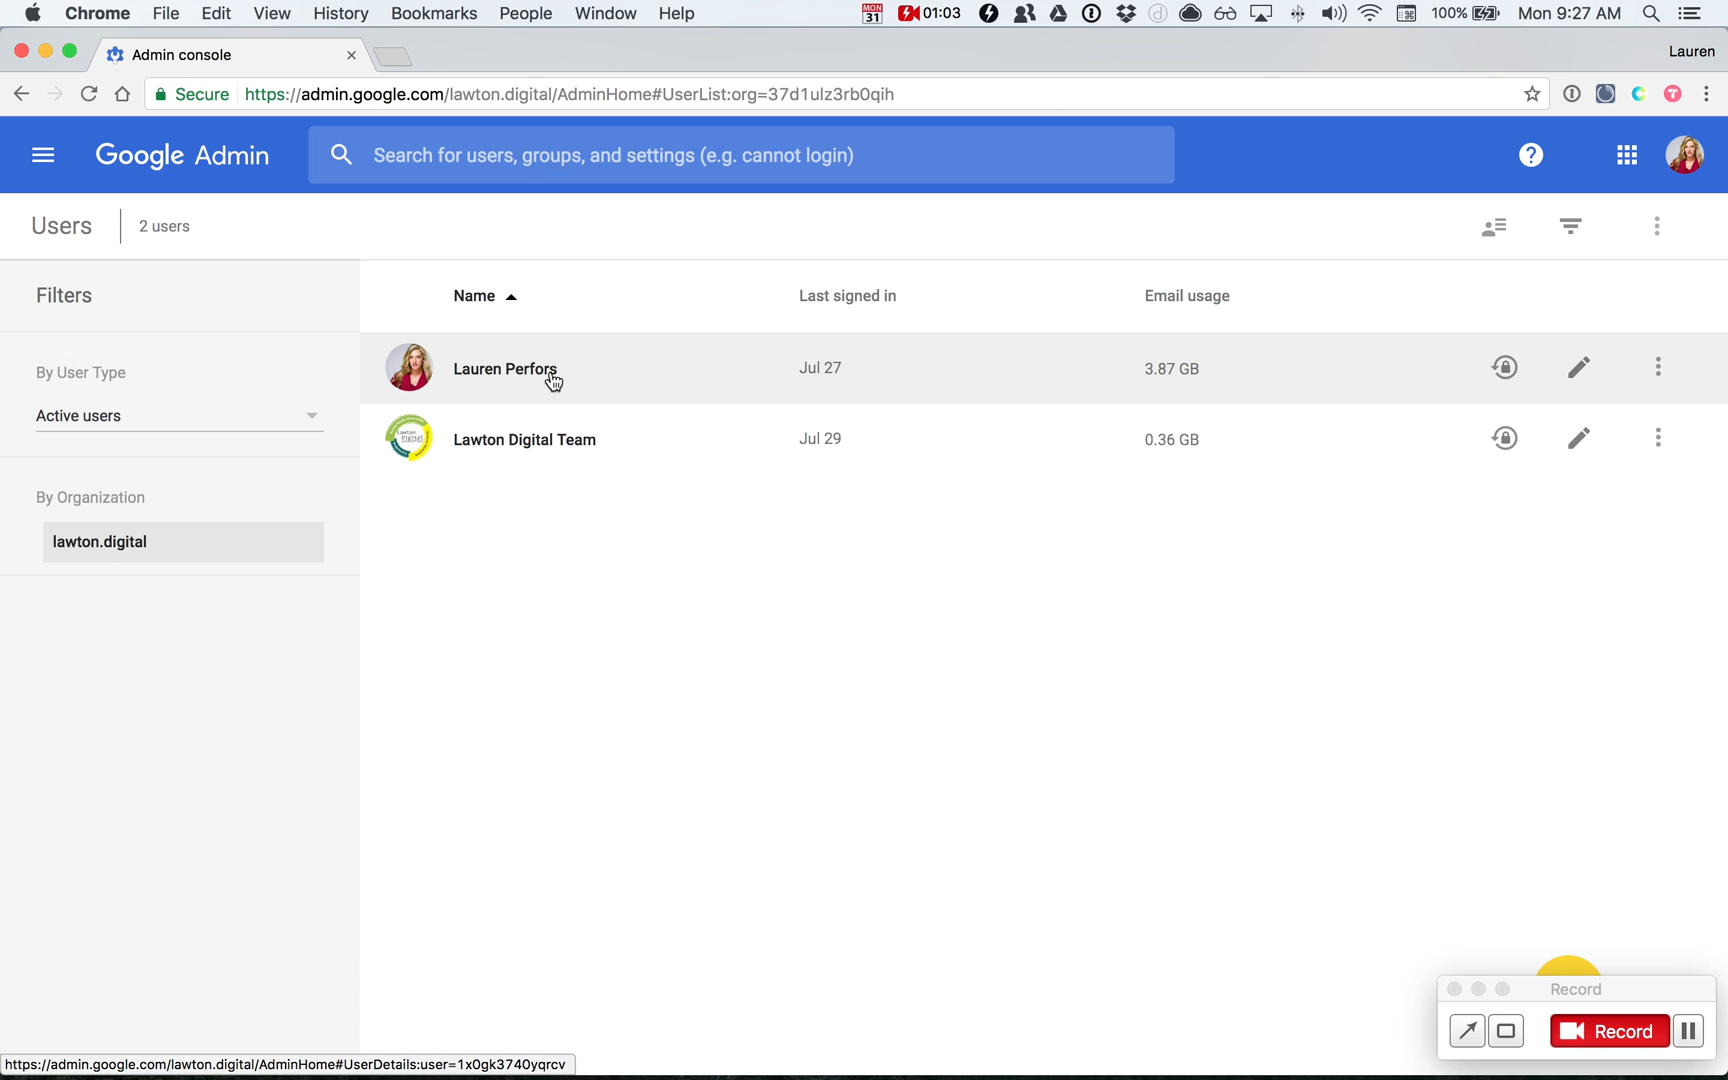 Chrome File Edit View History Bookmarks People Window Help MON 31 01:03 100% Mon 9:27 AM
Admin console Lauren
Secure https://admin.google.com/lawton.digital/AdminHome#UserList:org=37d1ulz3rb0qih
Google Admin Search for users, groups, and settings (e.g. cannot login) ?
Users 2 users
Filters
Name Last signed in Email usage
By User Type
Active users
Lauren Perfors Jul 27 3.87 GB
Lawton Digital Team Jul 29 0.36 GB
By Organization
lawton.digital
Record
Record
https://admin.google.com/lawton.digital/AdminHome#UserDetails:user=1x0gk3740yqrcv